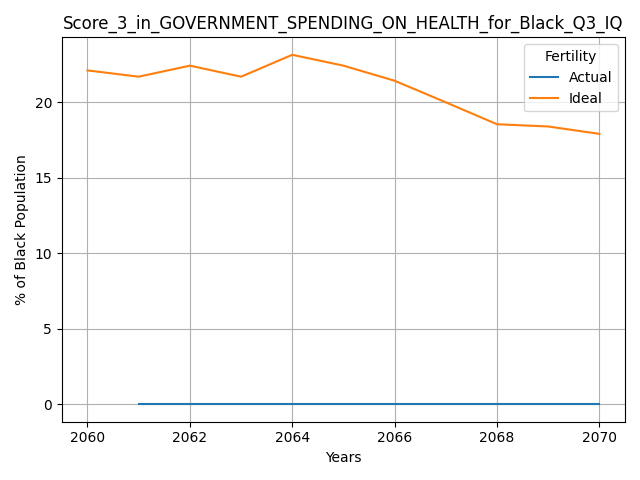 Score_3_in_GOVERNMENT_SPENDING_ON_HEALTH_for_Black_Q3_IQ
Fertility
Actual
Ideal
% of Black Population
20
15
10
5
0
2060 2062 2064 2066 2068 2070
Years